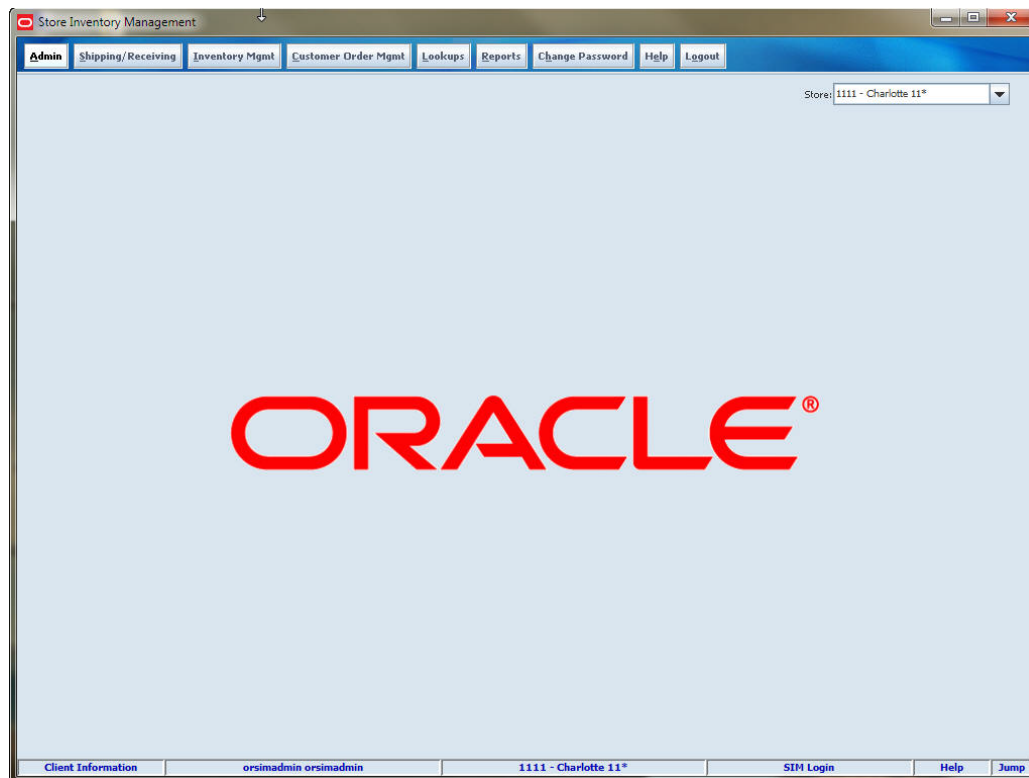 Store Inventory Management
Admin Shipping/Receiving Inventory Mgmt Customer Order Mgmt Lookups Reports Change Password Help Logout
Store: 1111 - Charlotte 11*
ORACLE®
Client Information orsimadmin orsimadmin 1111 - Charlotte 11* SIM Login Help Jump